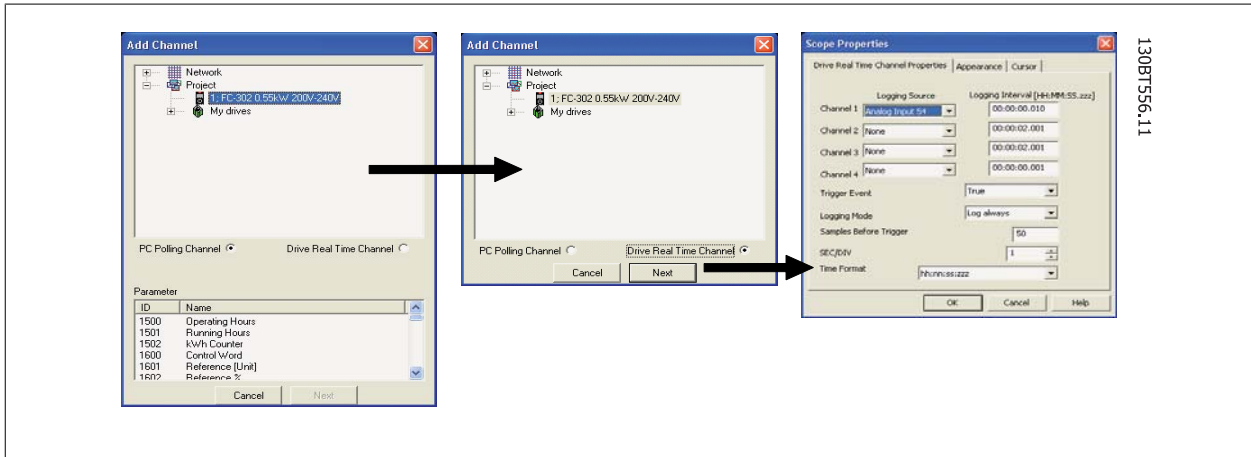 Add Channel
Network
Project
1; FC-302 0.55kW 200V-240V
My drives
PC Polling Channel
Drive Real Time Channel
Parameter
ID Name
1500 Operating Hours
1501 Running Hours
1502 kWh Counter
1600 Control Word
1601 Reference [Unit]
1602 Reference %
Cancel Next
Add Channel
Network
Project
1; FC-302 0.55kW 200V-240V
My drives
PC Polling Channel
Drive Real Time Channel
Cancel Next
Scope Properties
Drive Real Time Channel Properties Appearance Cursor
Logging Source Logging Interval [HH:MM:SS.zzz]
Channel 1 Analog Input 54 00:00:00.010
Channel 2 None 00:00:02.001
Channel 3 None 00:00:02.001
Channel 4 None 00:00:00.001
Trigger Event True
Logging Mode Log always
Samples Before Trigger 50
SEC/DIV 1
Time Format hh:nn:ss:zzz
OK Cancel Help
130BT556.11